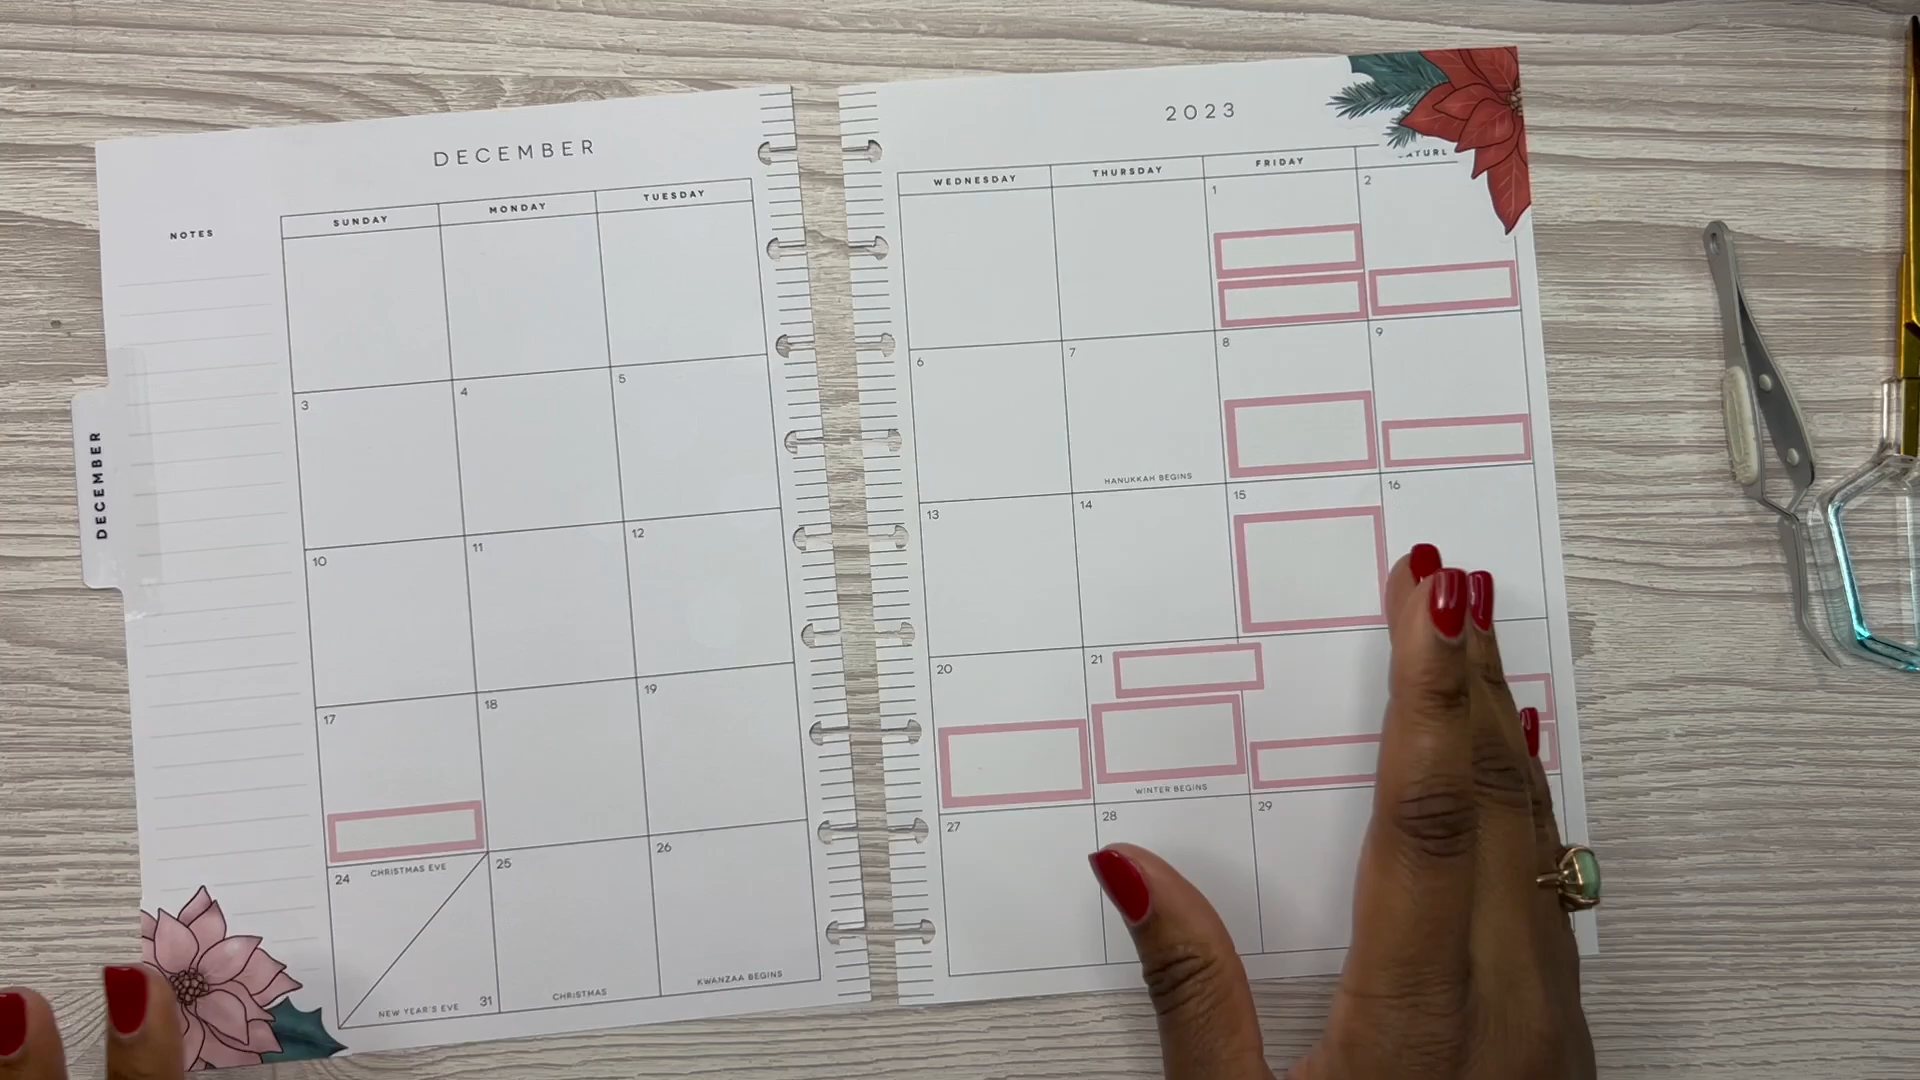 DECEMBER
NOTES
SUNDAY MONDAY TUESDAY
3 4 5
10 11 12
17 18 19
24 CHRISTMAS EVE 25 26
NEW YEAR'S EVE 31 CHRISTMAS KWANZAA BEGINS
DECEMBER
2023
WEDNESDAY THURSDAY FRIDAY
1 2
6 7 8 9
HANUKKAH BEGINS
13 14 15 16
20 21
WINTER BEGINS
27 28 29